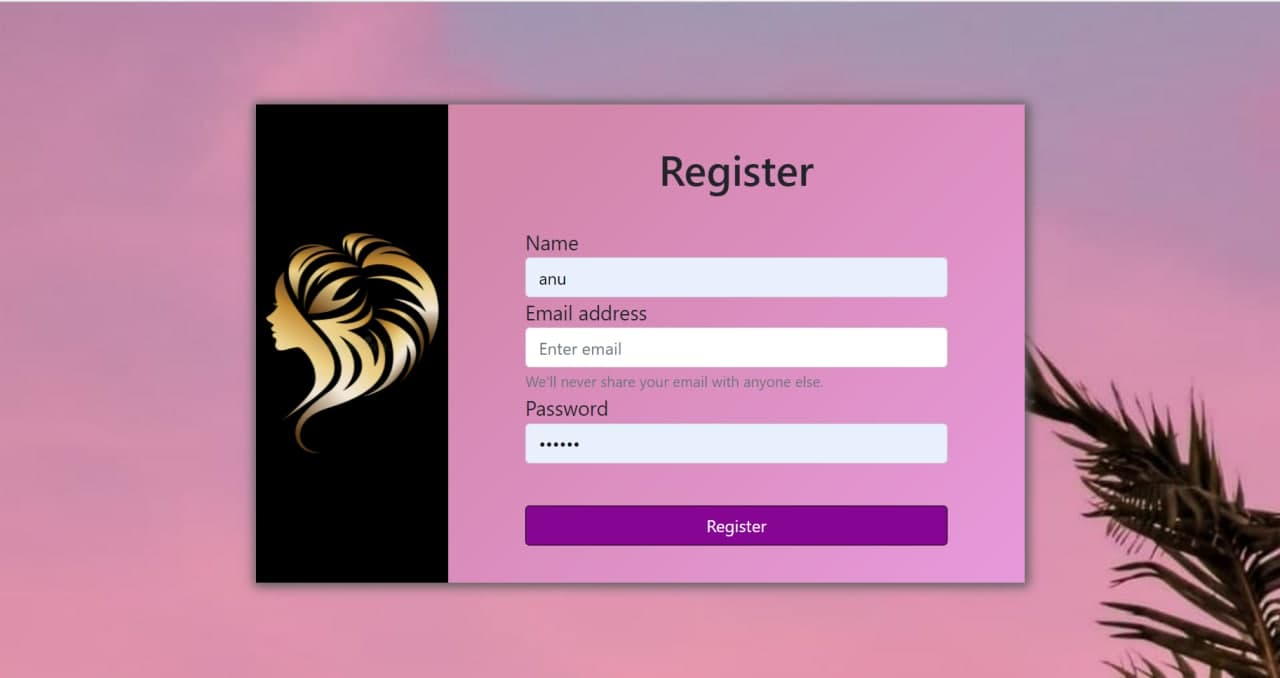 Register
Name
anu
Email address
Enter email
We'll never share your email with anyone else.
Password
••••••
Register